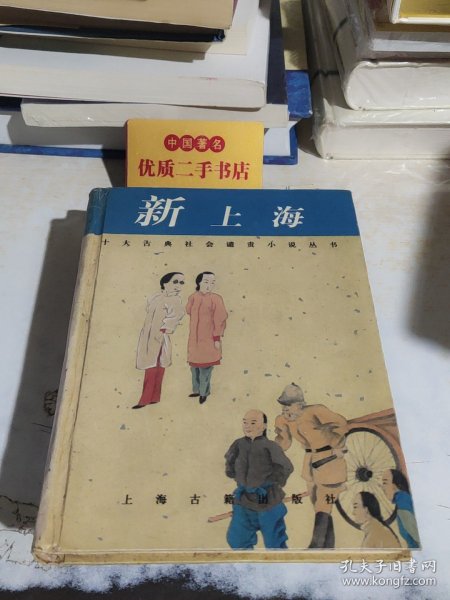 中国著名
优质二手书店
新上海
十大古典社会谴责小说丛书
上海古籍出版社
孔夫子旧书网
www.kongfz.com